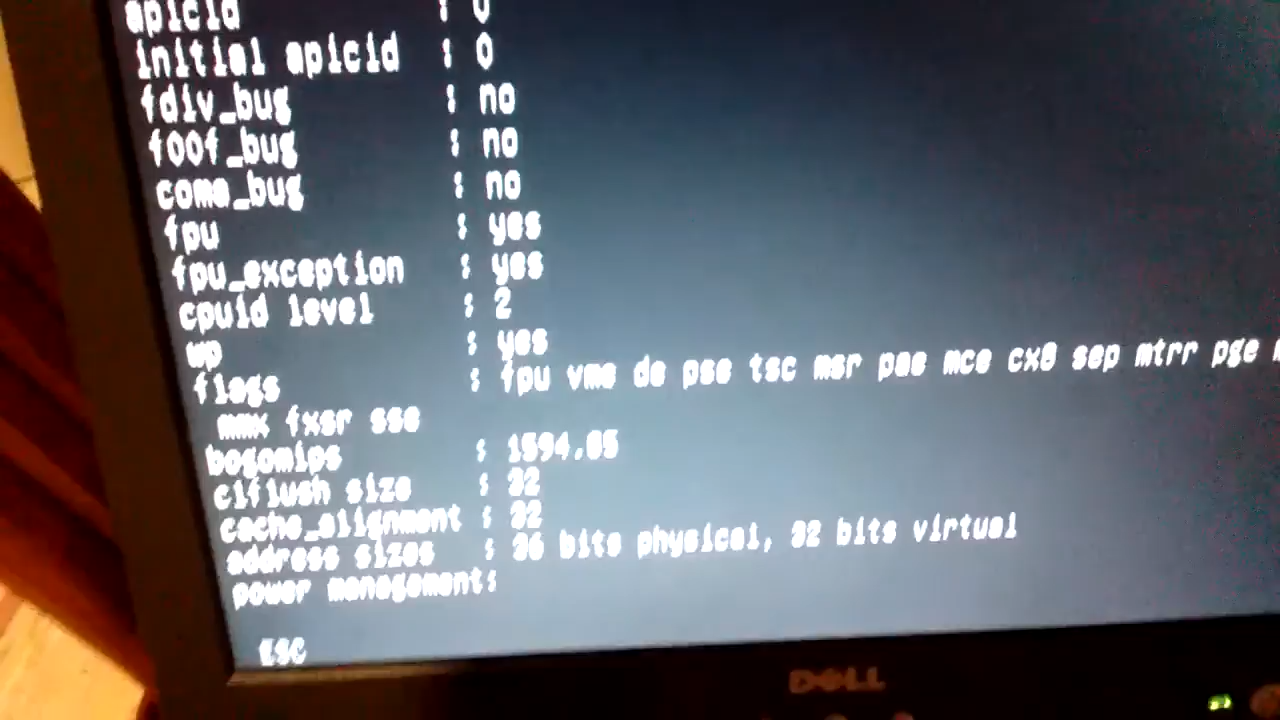 apicid : 0
initial apicid : 0
fdiv_bug : no
f00f_bug : no
coma_bug : no
fpu : yes
fpu_exception : yes
cpuid level : 2
wp : yes
flags : fpu vme de pse tsc msr pae mce cx8 sep mtrr pge
mmx fxsr sse
bogomips : 1594.05
clflush size : 32
cache_alignment : 32
address sizes : 36 bits physical, 32 bits virtual
power management:
ESC
DELL